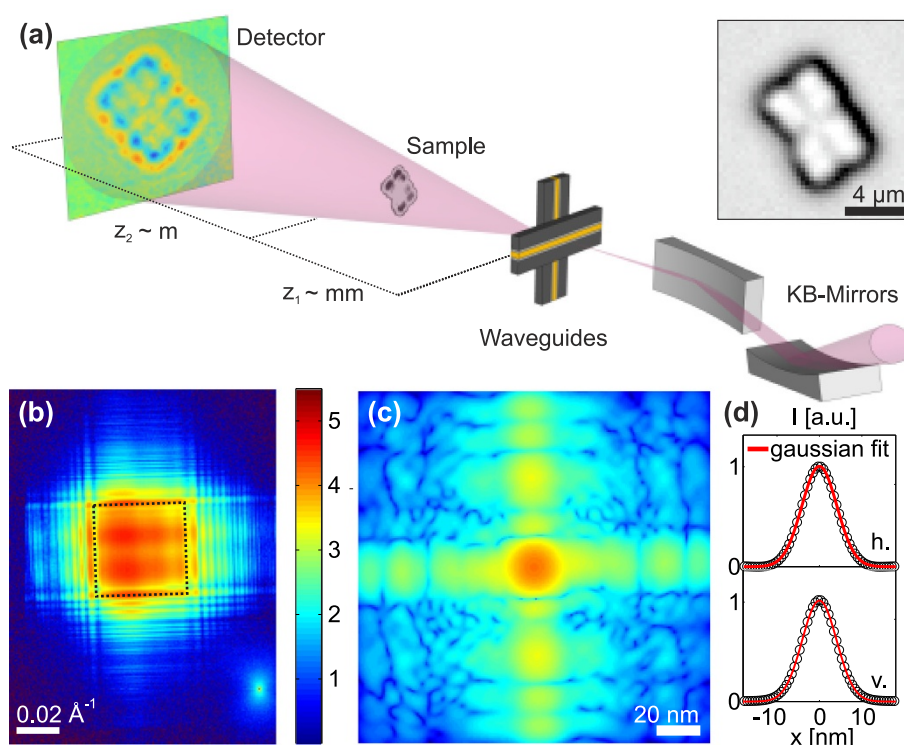 (a)
Detector
Sample
4 µm
z₂ ~ m
z₁ ~ mm
Waveguides
KB-Mirrors
(b)
5
4
3
2
1
0.02 Å⁻¹
(c)
20 nm
(d)
I [a.u.]
gaussian fit
1
h.
0
1
v.
0
-10 0 10
x [nm]